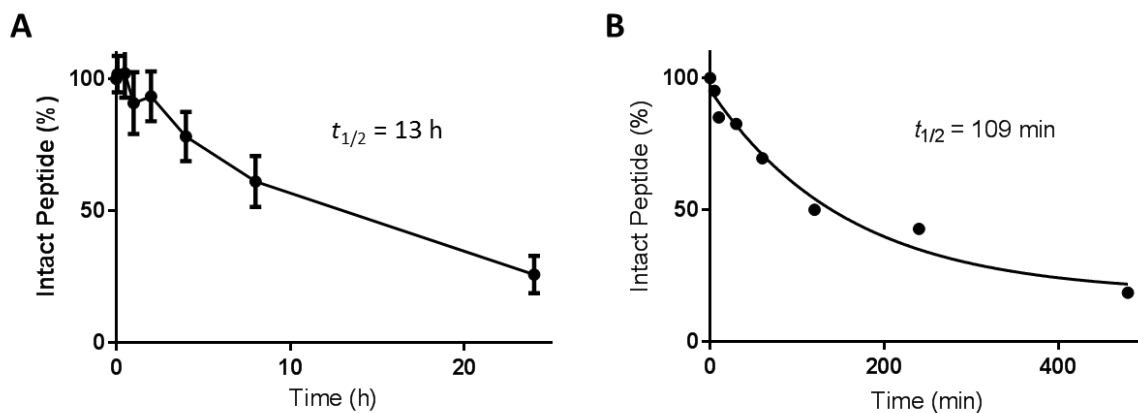 A
Intact Peptide (%)
100
50
0
t1/2 = 13 h
0
10
20
Time (h)
B
Intact Peptide (%)
100
50
0
t1/2 = 109 min
0
200
400
Time (min)